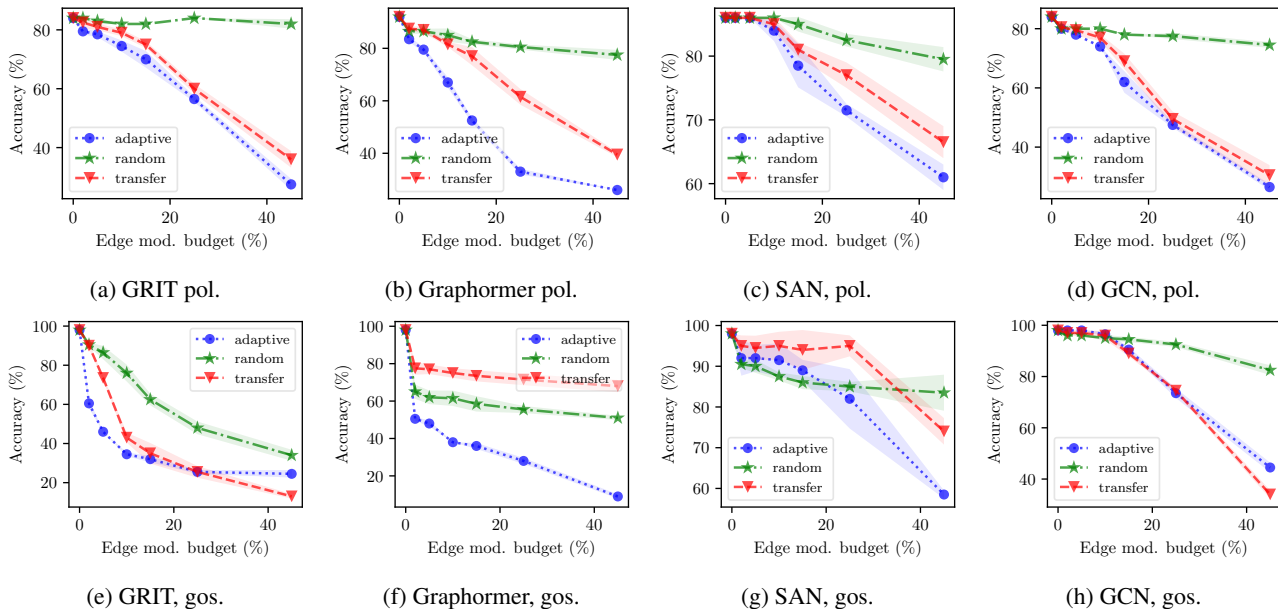 80
60
40
Accuracy (%)
adaptive
random
transfer
0
20
40
Edge mod. budget (%)
(a) GRIT pol.
80
60
40
Accuracy (%)
adaptive
random
transfer
0
20
40
Edge mod. budget (%)
(b) Graphormer pol.
80
70
60
Accuracy (%)
adaptive
random
transfer
0
20
40
Edge mod. budget (%)
(c) SAN, pol.
80
60
40
Accuracy (%)
adaptive
random
transfer
0
20
40
Edge mod. budget (%)
(d) GCN, pol.
100
80
60
40
20
Accuracy (%)
adaptive
random
transfer
0
20
40
Edge mod. budget (%)
(e) GRIT, gos.
100
80
60
40
20
Accuracy (%)
adaptive
random
transfer
0
20
40
Edge mod. budget (%)
(f) Graphormer, gos.
100
90
80
70
60
Accuracy (%)
adaptive
random
transfer
0
20
40
Edge mod. budget (%)
(g) SAN, gos.
100
80
60
40
Accuracy (%)
adaptive
random
transfer
0
20
40
Edge mod. budget (%)
(h) GCN, gos.